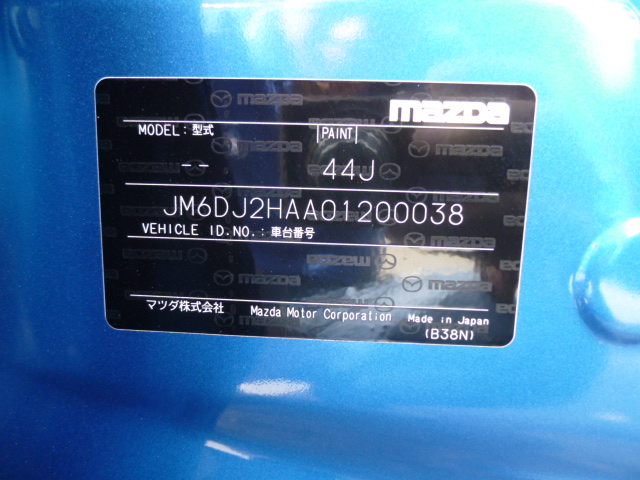 mazda
MODEL: 型式 |PAINT|
-- 44J
JM6DJ2HAA01200038
VEHICLE ID.NO.: 車台番号
マツダ株式会社 Mazda Motor Corporation Made in Japan
(B38N)